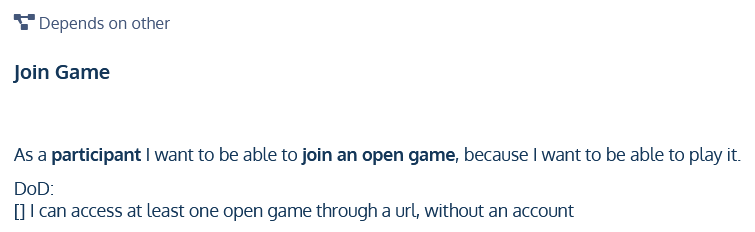 Depends on other
Join Game
As a participant I want to be able to join an open game, because I want to be able to play it.
DoD:
[] I can access at least one open game through a url, without an account